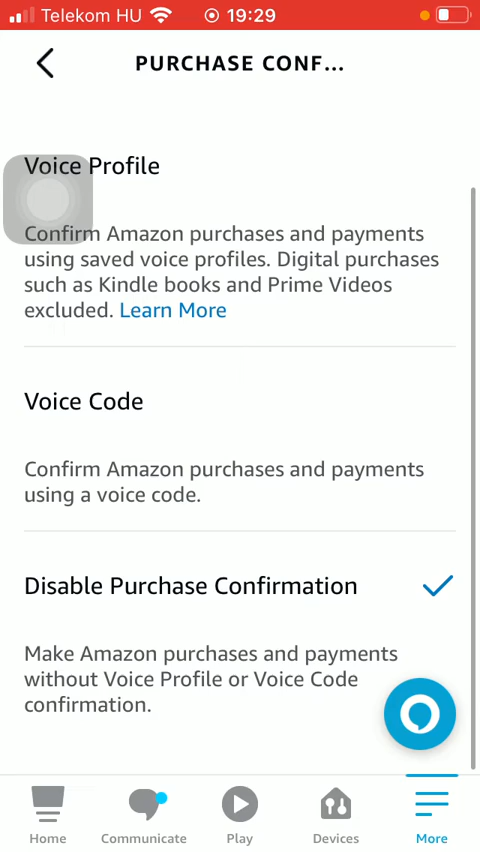 Telekom HU 19:29
PURCHASE CONF...
Voice Profile
Confirm Amazon purchases and payments
using saved voice profiles. Digital purchases
such as Kindle books and Prime Videos
excluded. Learn More
Voice Code
Confirm Amazon purchases and payments
using a voice code.
Disable Purchase Confirmation
Make Amazon purchases and payments
without Voice Profile or Voice Code
confirmation.
Home Communicate Play Devices More